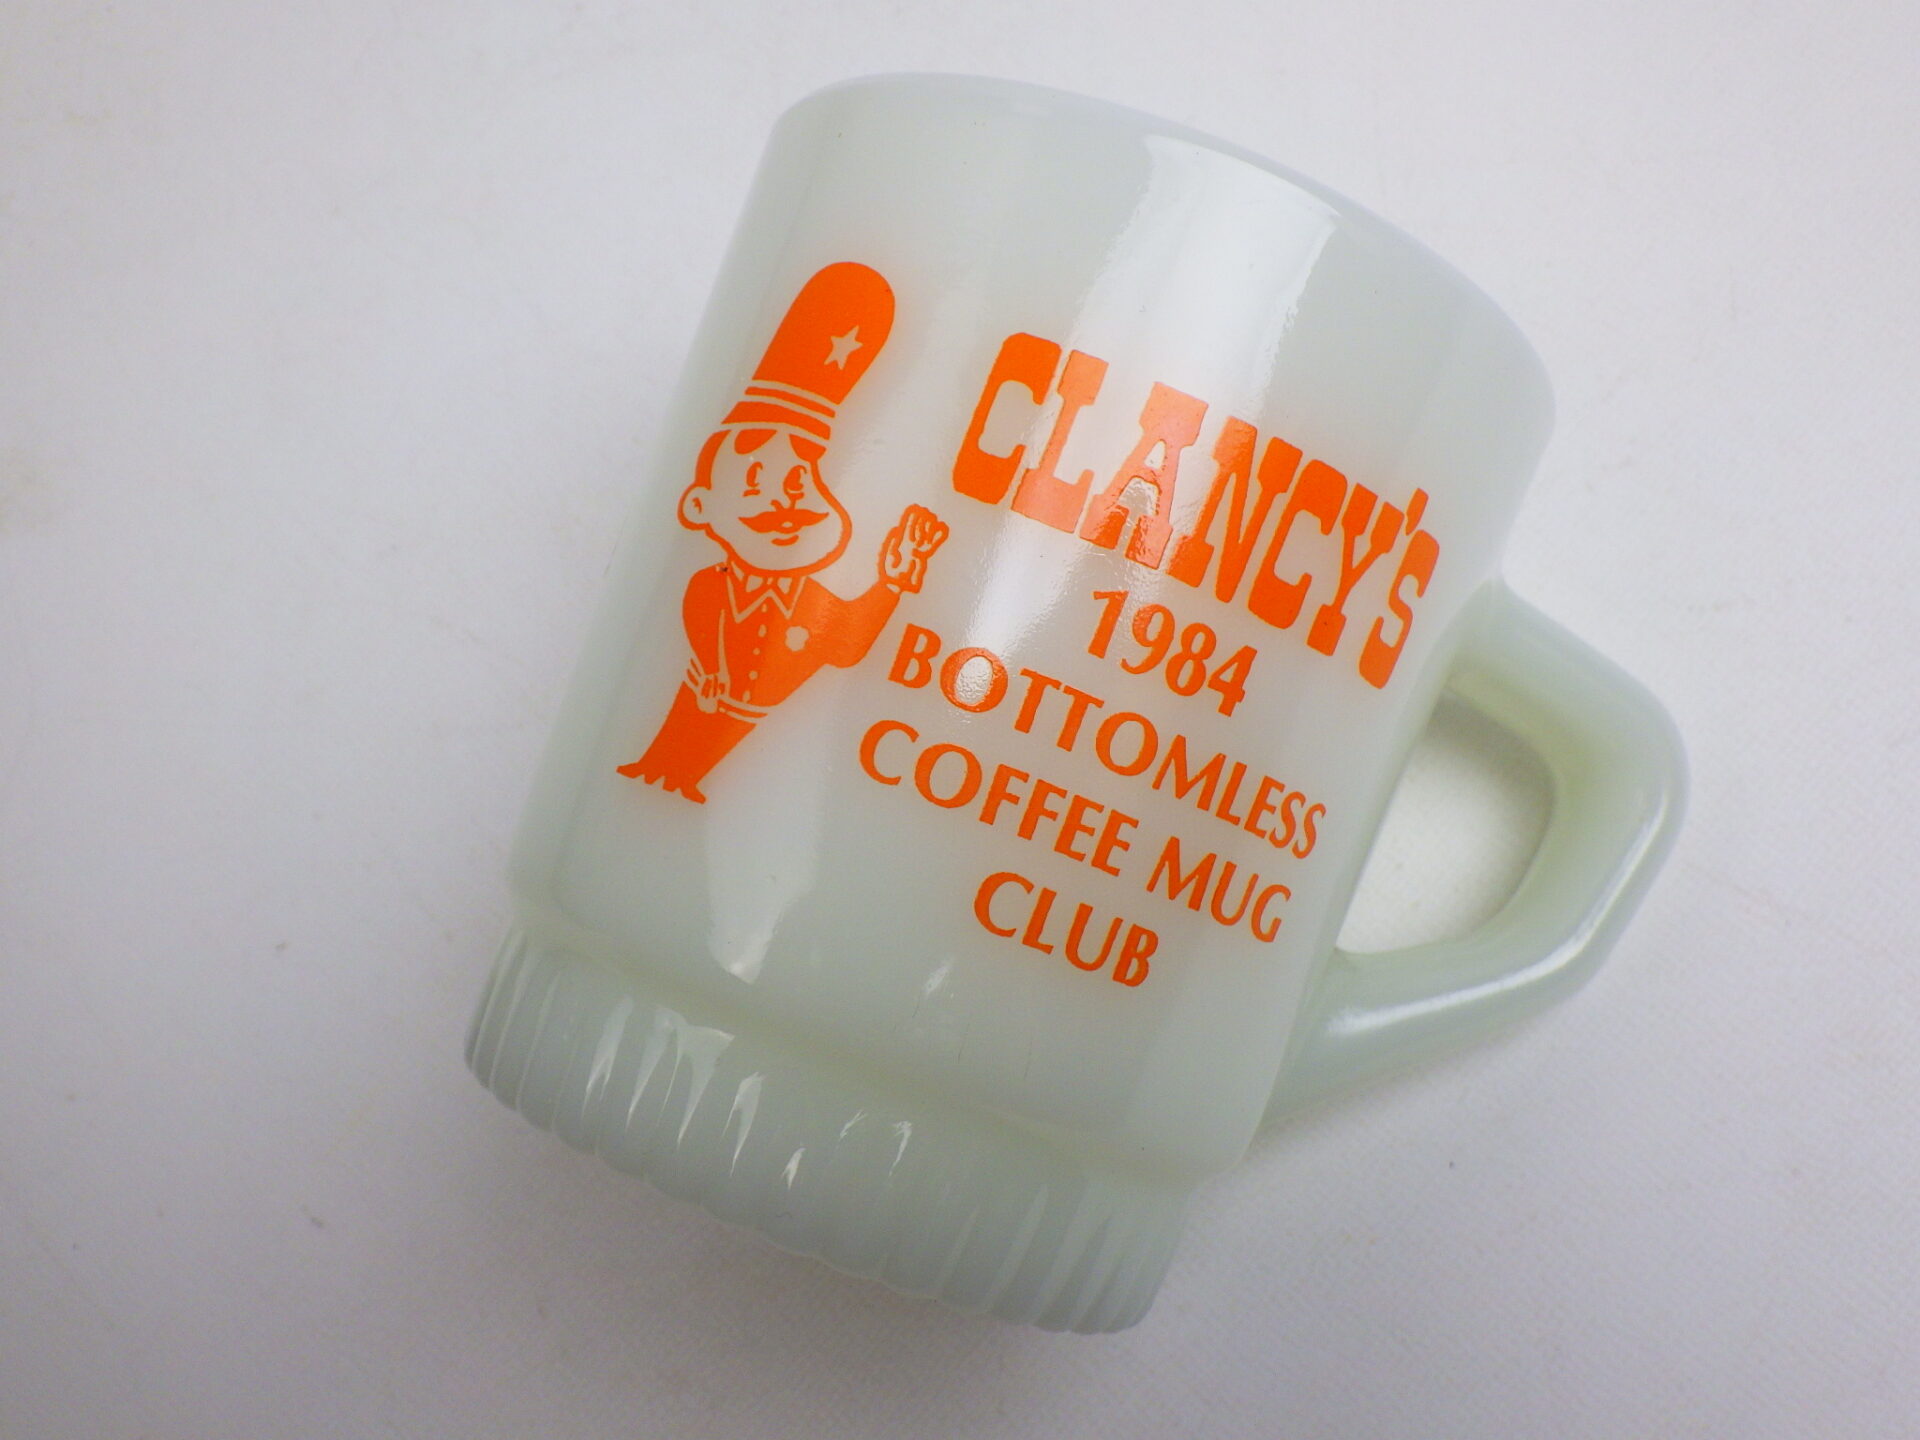 CLANCY'S
1984
BOTTOMLESS
COFFEE MUG
CLUB